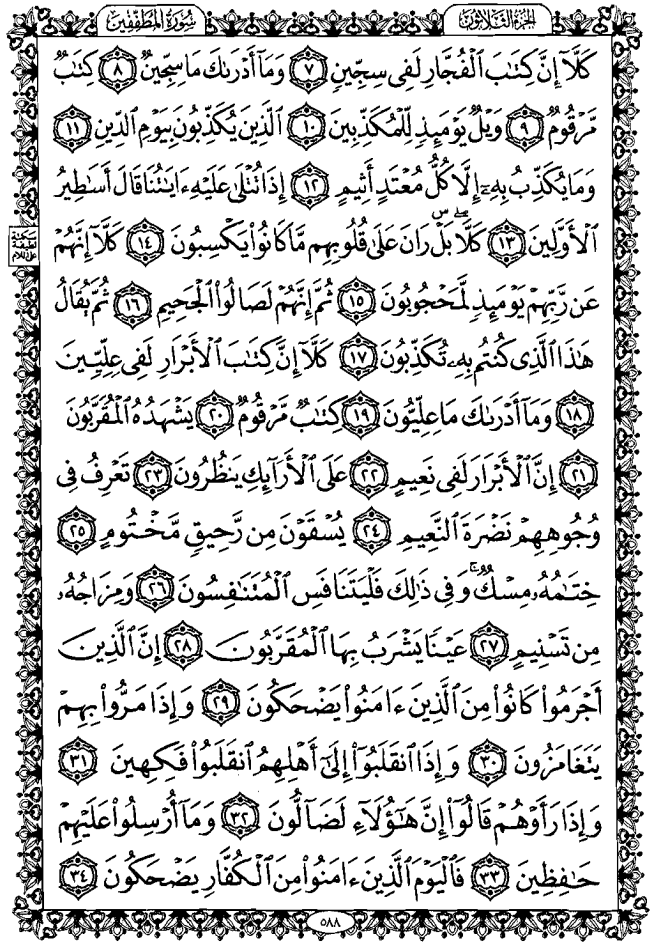 الجزء الثلاثون
سورة المطففين
كَلَّآ إِنَّ كِتَٰبَ ٱلْفُجَّارِ لَفِى سِجِّينٍ ٧ وَمَآ أَدْرَىٰكَ مَا سِجِّينٌ ٨ كِتَٰبٌ
مَّرْقُومٌ ٩ وَيْلٌ يَوْمَئِذٍ لِّلْمُكَذِّبِينَ ١٠ ٱلَّذِينَ يُكَذِّبُونَ بِيَوْمِ ٱلدِّينِ ١١
وَمَا يُكَذِّبُ بِهِۦٓ إِلَّا كُلُّ مُعْتَدٍ أَثِيمٍ ١٢ إِذَا تُتْلَىٰ عَلَيْهِ ءَايَٰتُنَا قَالَ أَسَٰطِيرُ
ٱلْأَوَّلِينَ ١٣ كَلَّا ۖ بَلْ ۜ رَانَ عَلَىٰ قُلُوبِهِم مَّا كَانُوا۟ يَكْسِبُونَ ١٤ كَلَّآ إِنَّهُمْ
سكتة
لطيفة
على اللام
عَن رَّبِّهِمْ يَوْمَئِذٍ لَّمَحْجُوبُونَ ١٥ ثُمَّ إِنَّهُمْ لَصَالُوا۟ ٱلْجَحِيمِ ١٦ ثُمَّ يُقَالُ
هَٰذَا ٱلَّذِى كُنتُم بِهِۦ تُكَذِّبُونَ ١٧ كَلَّآ إِنَّ كِتَٰبَ ٱلْأَبْرَارِ لَفِى عِلِّيِّينَ
١٨ وَمَآ أَدْرَىٰكَ مَا عِلِّيُّونَ ١٩ كِتَٰبٌ مَّرْقُومٌ ٢٠ يَشْهَدُهُ ٱلْمُقَرَّبُونَ
٢١ إِنَّ ٱلْأَبْرَارَ لَفِى نَعِيمٍ ٢٢ عَلَى ٱلْأَرَآئِكِ يَنظُرُونَ ٢٣ تَعْرِفُ فِى
وُجُوهِهِمْ نَضْرَةَ ٱلنَّعِيمِ ٢٤ يُسْقَوْنَ مِن رَّحِيقٍ مَّخْتُومٍ ٢٥
خِتَٰمُهُۥ مِسْكٌ ۚ وَفِى ذَٰلِكَ فَلْيَتَنَافَسِ ٱلْمُتَنَٰفِسُونَ ٢٦ وَمِزَاجُهُۥ
مِن تَسْنِيمٍ ٢٧ عَيْنًا يَشْرَبُ بِهَا ٱلْمُقَرَّبُونَ ٢٨ إِنَّ ٱلَّذِينَ
أَجْرَمُوا۟ كَانُوا۟ مِنَ ٱلَّذِينَ ءَامَنُوا۟ يَضْحَكُونَ ٢٩ وَإِذَا مَرُّوا۟ بِهِمْ
يَتَغَامَزُونَ ٣٠ وَإِذَا ٱنقَلَبُوٓا۟ إِلَىٰٓ أَهْلِهِمُ ٱنقَلَبُوا۟ فَكِهِينَ ٣١
وَإِذَا رَأَوْهُمْ قَالُوٓا۟ إِنَّ هَٰٓؤُلَآءِ لَضَآلُّونَ ٣٢ وَمَآ أُرْسِلُوا۟ عَلَيْهِمْ
حَٰفِظِينَ ٣٣ فَٱلْيَوْمَ ٱلَّذِينَ ءَامَنُوا۟ مِنَ ٱلْكُفَّارِ يَضْحَكُونَ ٣٤
٥٨٨